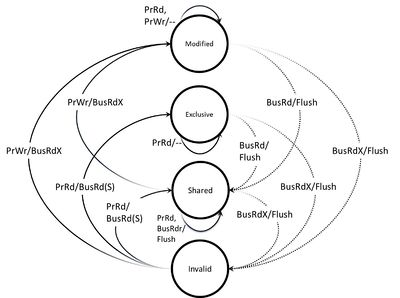 PrRd,
PrWr/--
Modified
PrWr/BusRdX
BusRd/Flush
Exclusive
PrRd/--
BusRd/
Flush
PrWr/BusRdX
BusRdX/Flush
PrRd/BusRd(S)
Shared
BusRdX/Flush
PrRd/
BusRd(S)
PrRd,
BusRdr/
Flush
BusRdX/Flush
Invalid